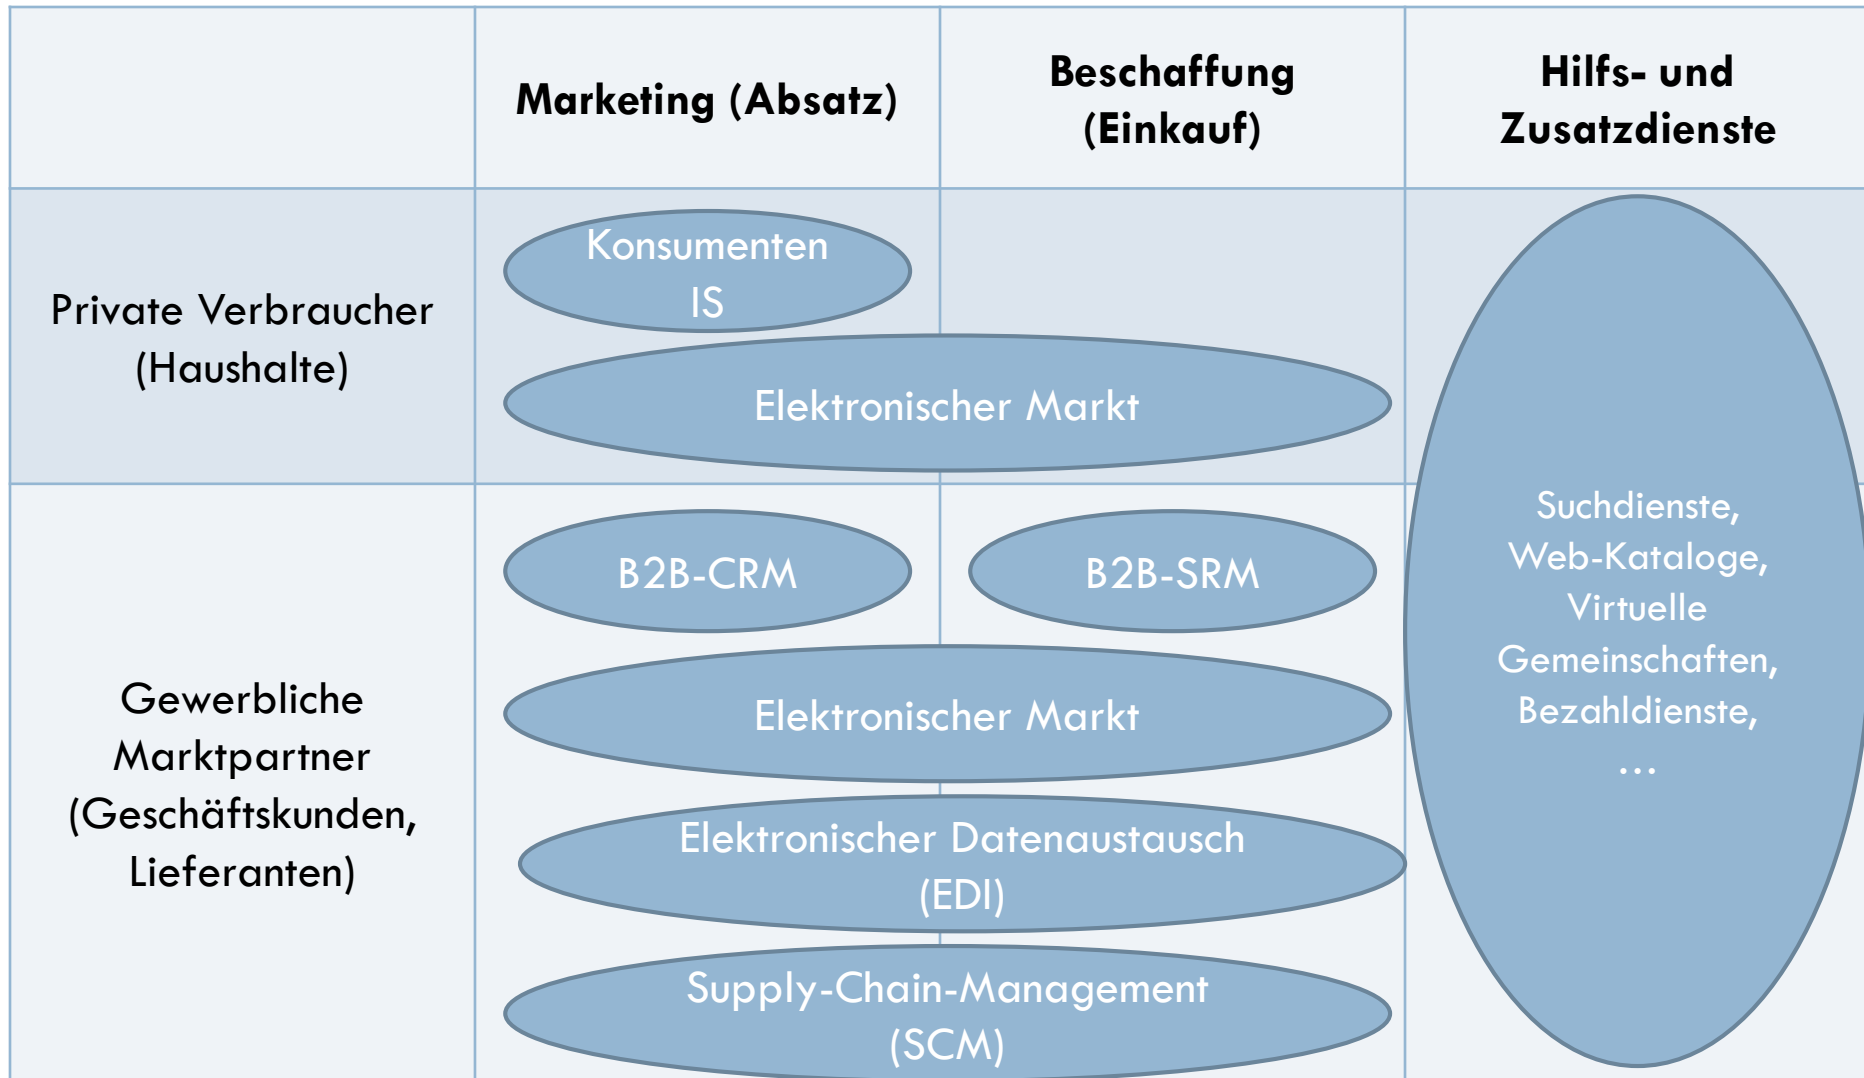 Marketing (Absatz)
Beschaffung
(Einkauf)
Hilfs- und
Zusatzdienste
Private Verbraucher
(Haushalte)
Konsumenten
IS
Elektronischer Markt
Gewerbliche
Marktpartner
(Geschäftskunden,
Lieferanten)
B2B-CRM
B2B-SRM
Elektronischer Markt
Elektronischer Datenaustausch
(EDI)
Supply-Chain-Management
(SCM)
Suchdienste,
Web-Kataloge,
Virtuelle
Gemeinschaften,
Bezahldienste,
...